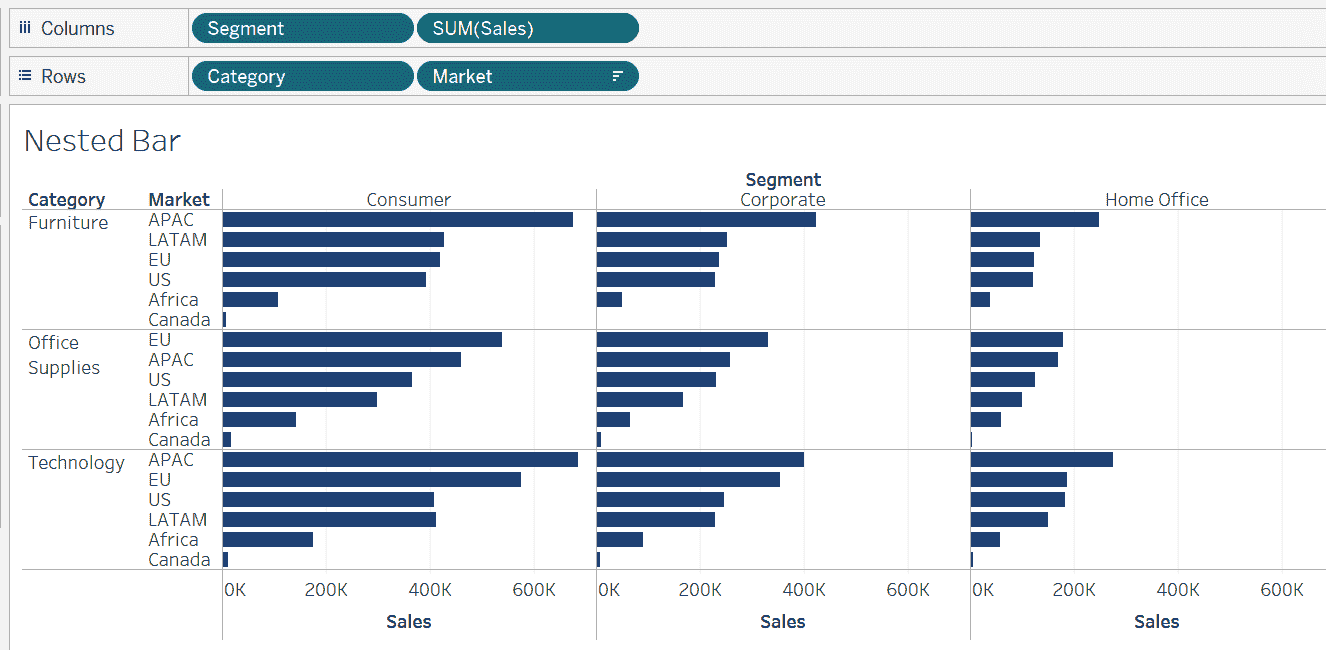 Columns Segment SUM(Sales)
Rows Category Market
Nested Bar
Segment
Category Market Consumer Corporate Home Office
Furniture APAC
LATAM
EU
US
Africa
Canada
Office EU
Supplies APAC
US
LATAM
Africa
Canada
Technology APAC
EU
US
LATAM
Africa
Canada
0K 200K 400K 600K 0K 200K 400K 600K 0K 200K 400K 600K
Sales Sales Sales